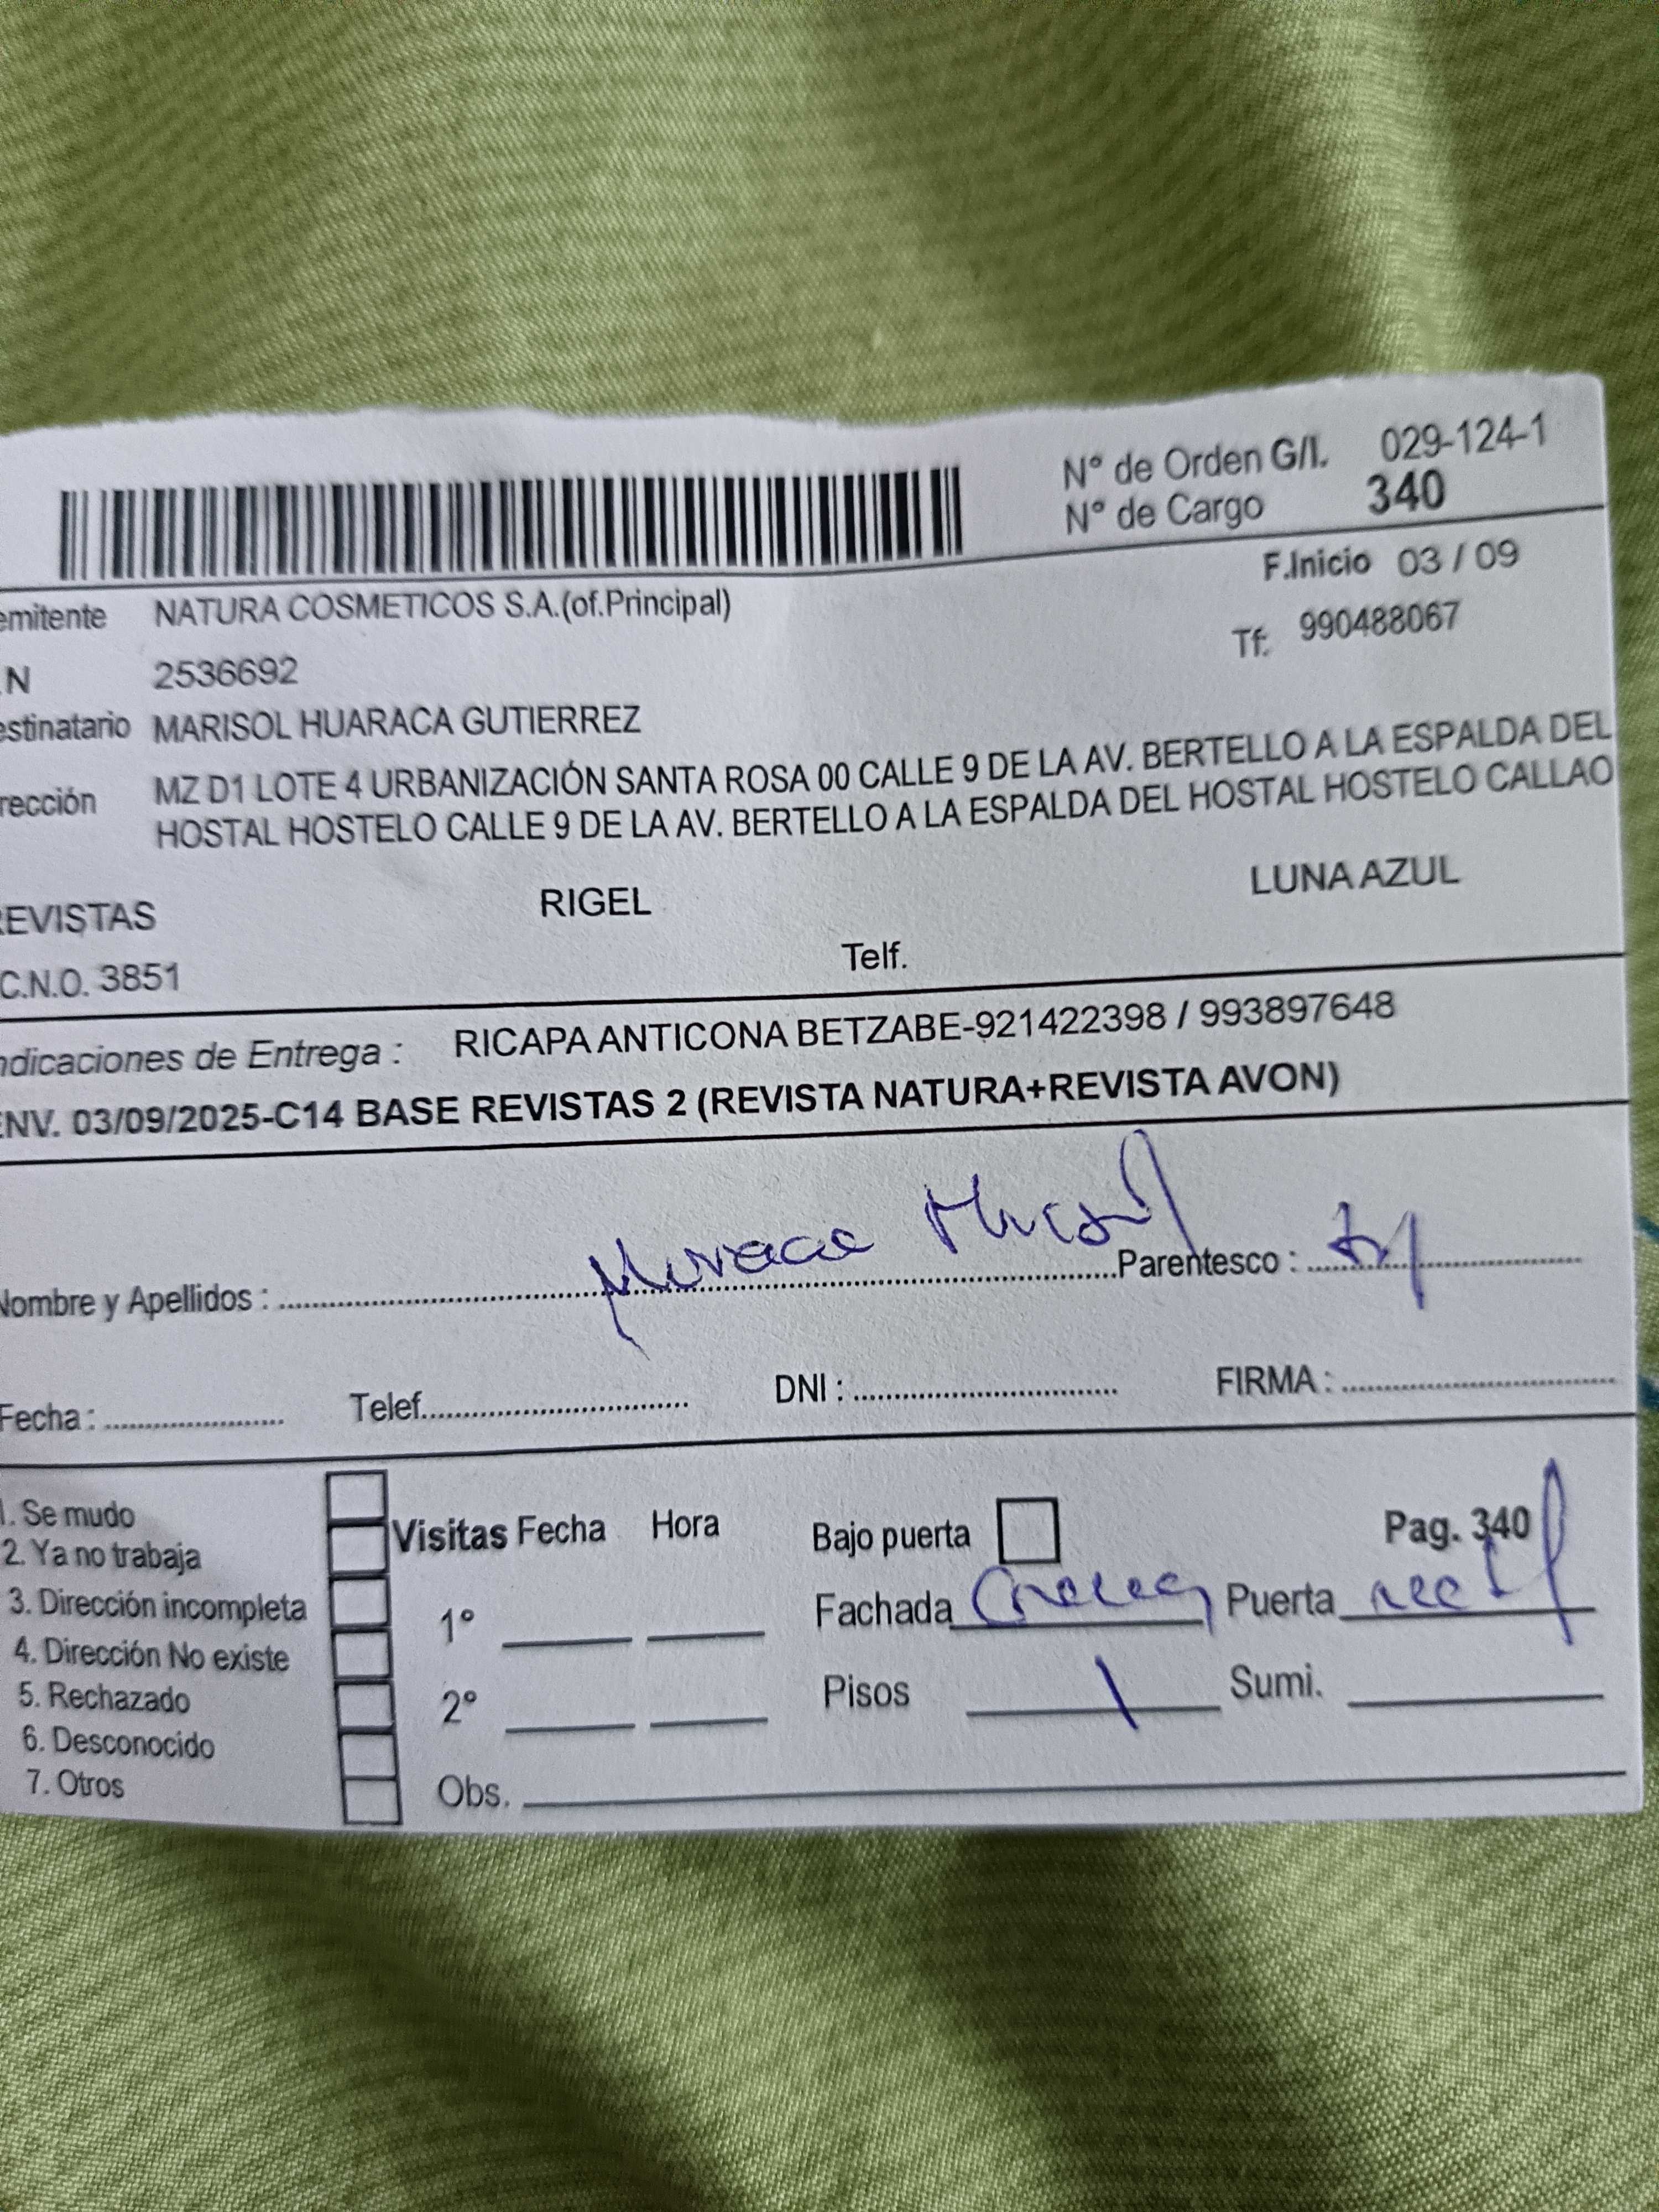 N° de Orden G/I. 029-124-1
N° de Cargo 340
F.Inicio 03 / 09
emitente NATURA COSMETICOS S.A.(of.Principal)
Tf: 990488067
N 2536692
estinatario MARISOL HUARACA GUTIERREZ
rección MZ D1 LOTE 4 URBANIZACIÓN SANTA ROSA 00 CALLE 9 DE LA AV. BERTELLO A LA ESPALDA DEL
HOSTAL HOSTELO CALLE 9 DE LA AV. BERTELLO A LA ESPALDA DEL HOSTAL HOSTELO CALLAO
REVISTAS RIGEL LUNA AZUL
C.N.O. 3851 Telf.
ndicaciones de Entrega : RICAPA ANTICONA BETZABE-921422398 / 993897648
ENV. 03/09/2025-C14 BASE REVISTAS 2 (REVISTA NATURA+REVISTA AVON)
Nombre y Apellidos : Parentesco :
Fecha : Telef. DNI : FIRMA :
1. Se mudo
2. Ya no trabaja
3. Dirección incompleta
4. Dirección No existe
5. Rechazado
6. Desconocido
7. Otros
Visitas Fecha Hora
1°
2°
Obs.
Bajo puerta Pag. 340
Fachada Puerta
Pisos 1 Sumi.